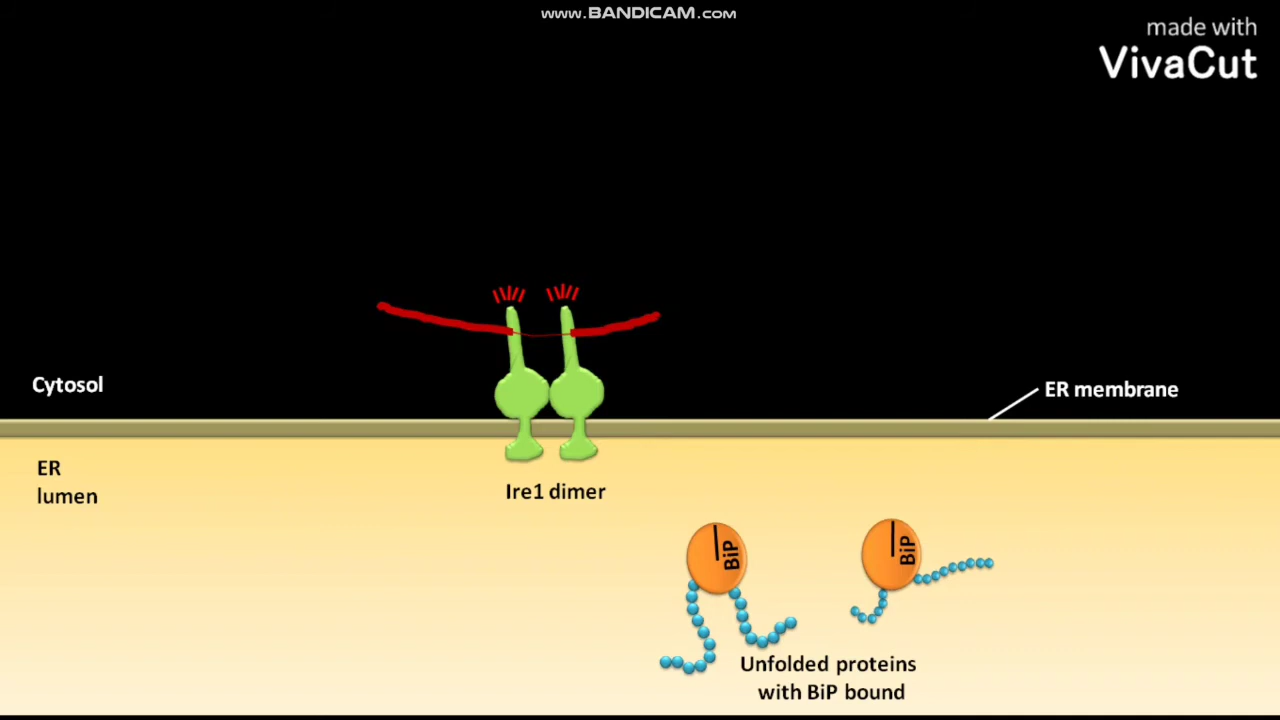 www.BANDICAM.com
made with
VivaCut
Cytosol
ER membrane
ER
lumen
Ire1 dimer
BiP
BiP
Unfolded proteins
with BiP bound